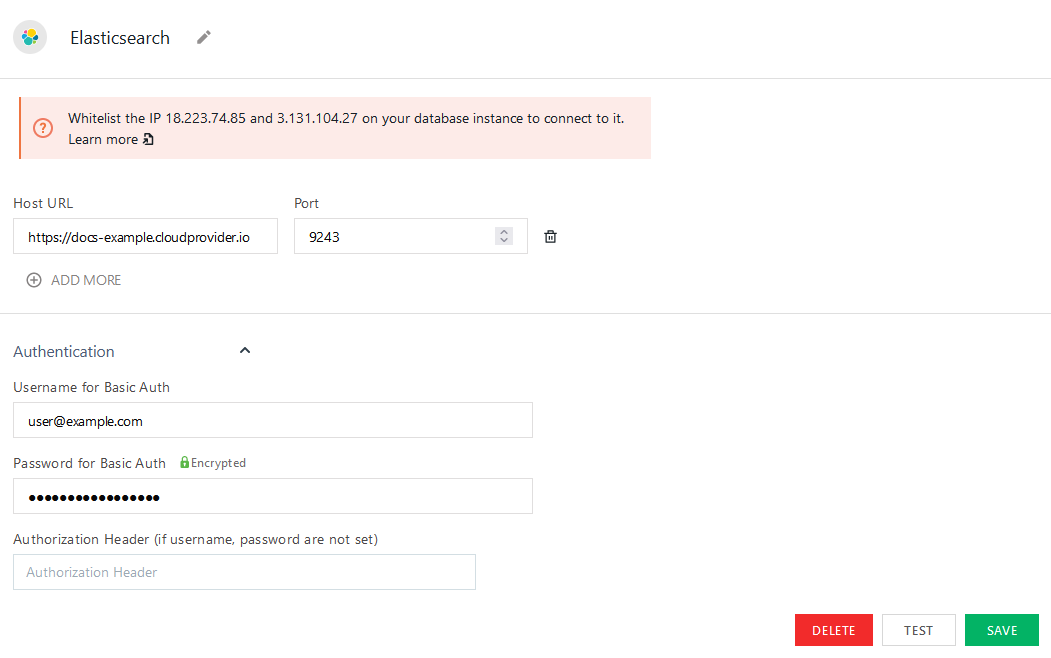 Elasticsearch
Whitelist the IP 18.223.74.85 and 3.131.104.27 on your database instance to connect to it.
Learn more
Host URL
Port
https://docs-example.cloudprovider.io
9243
ADD MORE
Authentication
Username for Basic Auth
user@example.com
Password for Basic Auth Encrypted
•••••••••••••••••
Authorization Header (if username, password are not set)
Authorization Header
DELETE
TEST
SAVE